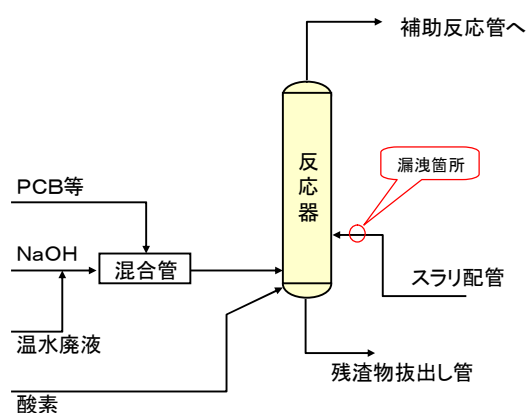 補助反応管へ
反応器
漏洩箇所
PCB等
NaOH
混合管
スラリ配管
温水廃液
残渣物抜出し管
酸素